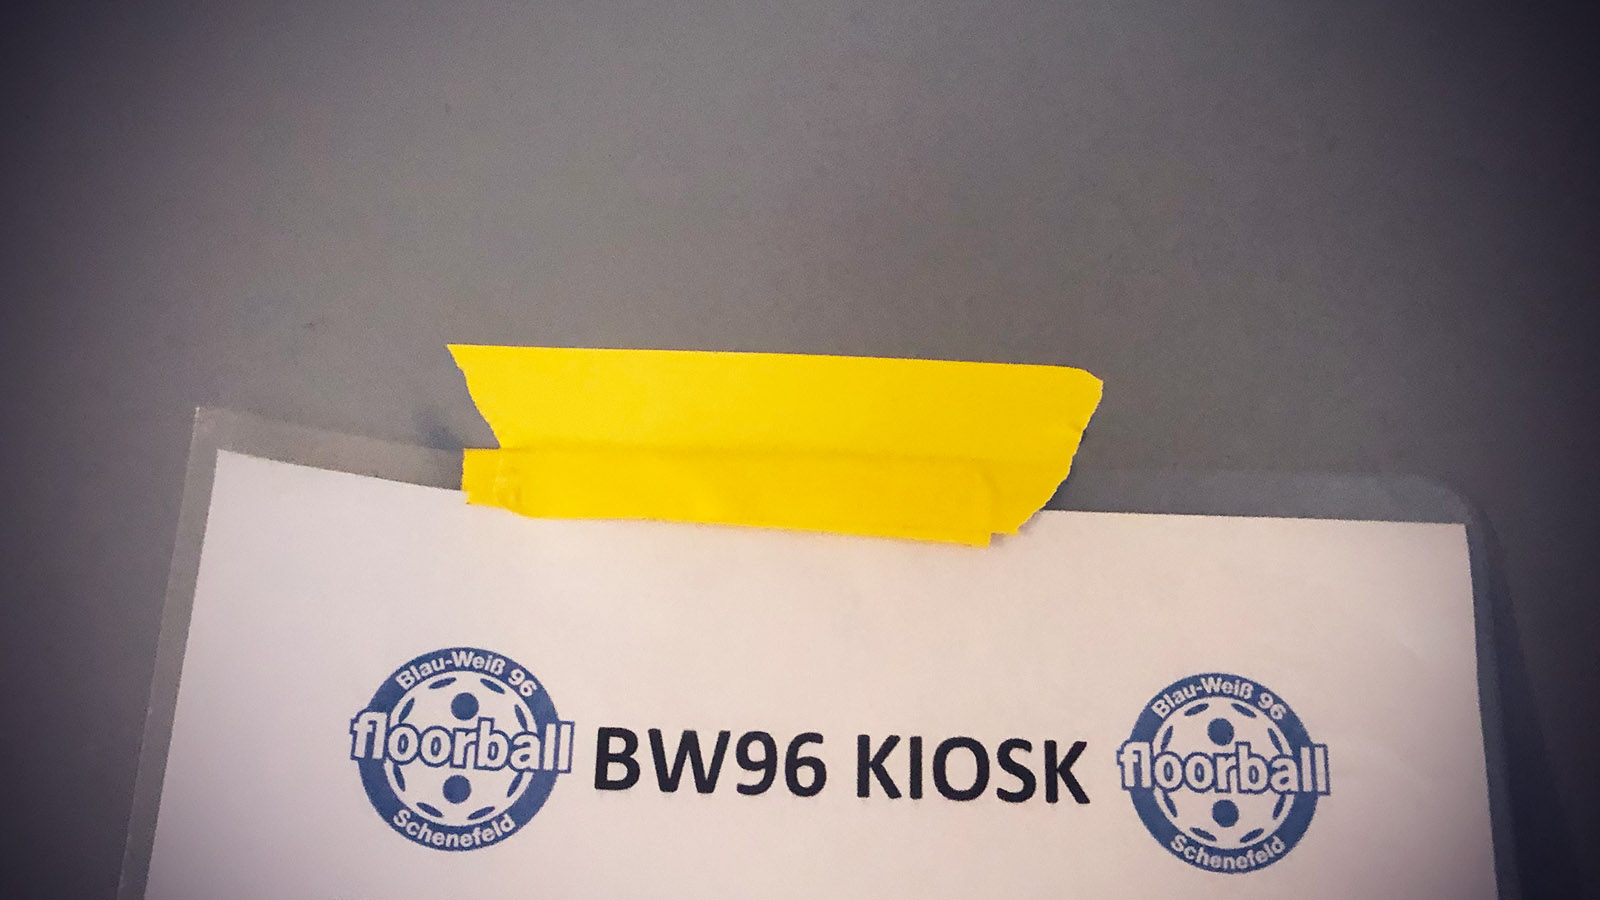 Blau-Weiß 96
floorball
Schenefeld
BW96 KIOSK
Blau-Weiß 96
floorball
Schenefeld